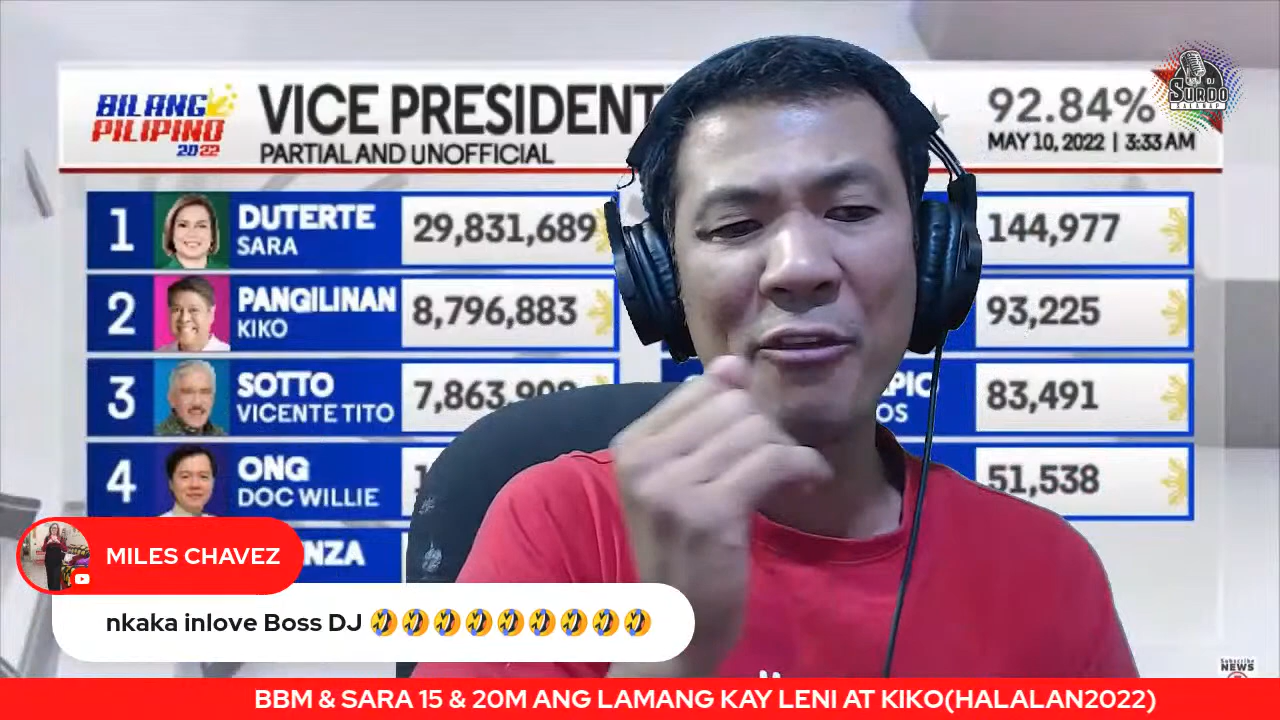 BILANG
PILIPINO
2022
VICE PRESIDENT
PARTIAL AND UNOFFICIAL
92.84%
MAY 10, 2022 | 3:33 AM
SURDO
1 DUTERTE
SARA
29,831,689
144,977
2 PANGILINAN
KIKO
8,796,883
93,225
3 SOTTO
VICENTE TITO
83,491
4 ONG
DOC WILLIE
51,538
MILES CHAVEZ
nkaka inlove Boss DJ 🤣🤣🤣🤣🤣🤣🤣🤣🤣
Subscribe
NEWS
BBM & SARA 15 & 20M ANG LAMANG KAY LENI AT KIKO(HALALAN2022)